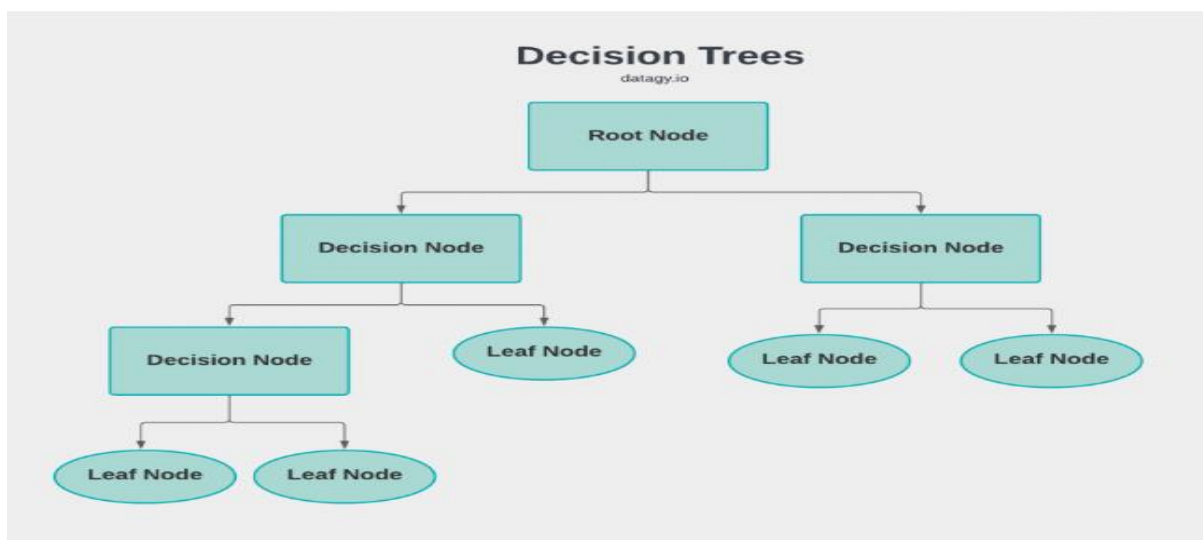 Decision Trees
datagy.io
Root Node
Decision Node
Decision Node
Decision Node
Leaf Node
Leaf Node
Leaf Node
Leaf Node
Leaf Node